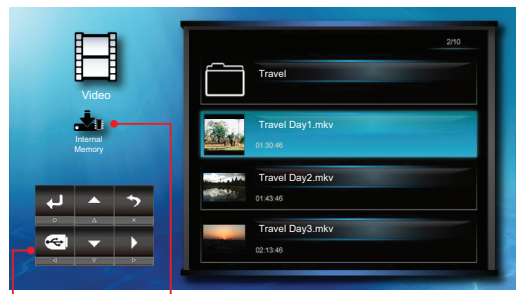 2/10
Video
Internal
Memory
Travel
Travel Day1.mkv
01:30:46
Travel Day2.mkv
01:43:46
Travel Day3.mkv
02:13:46